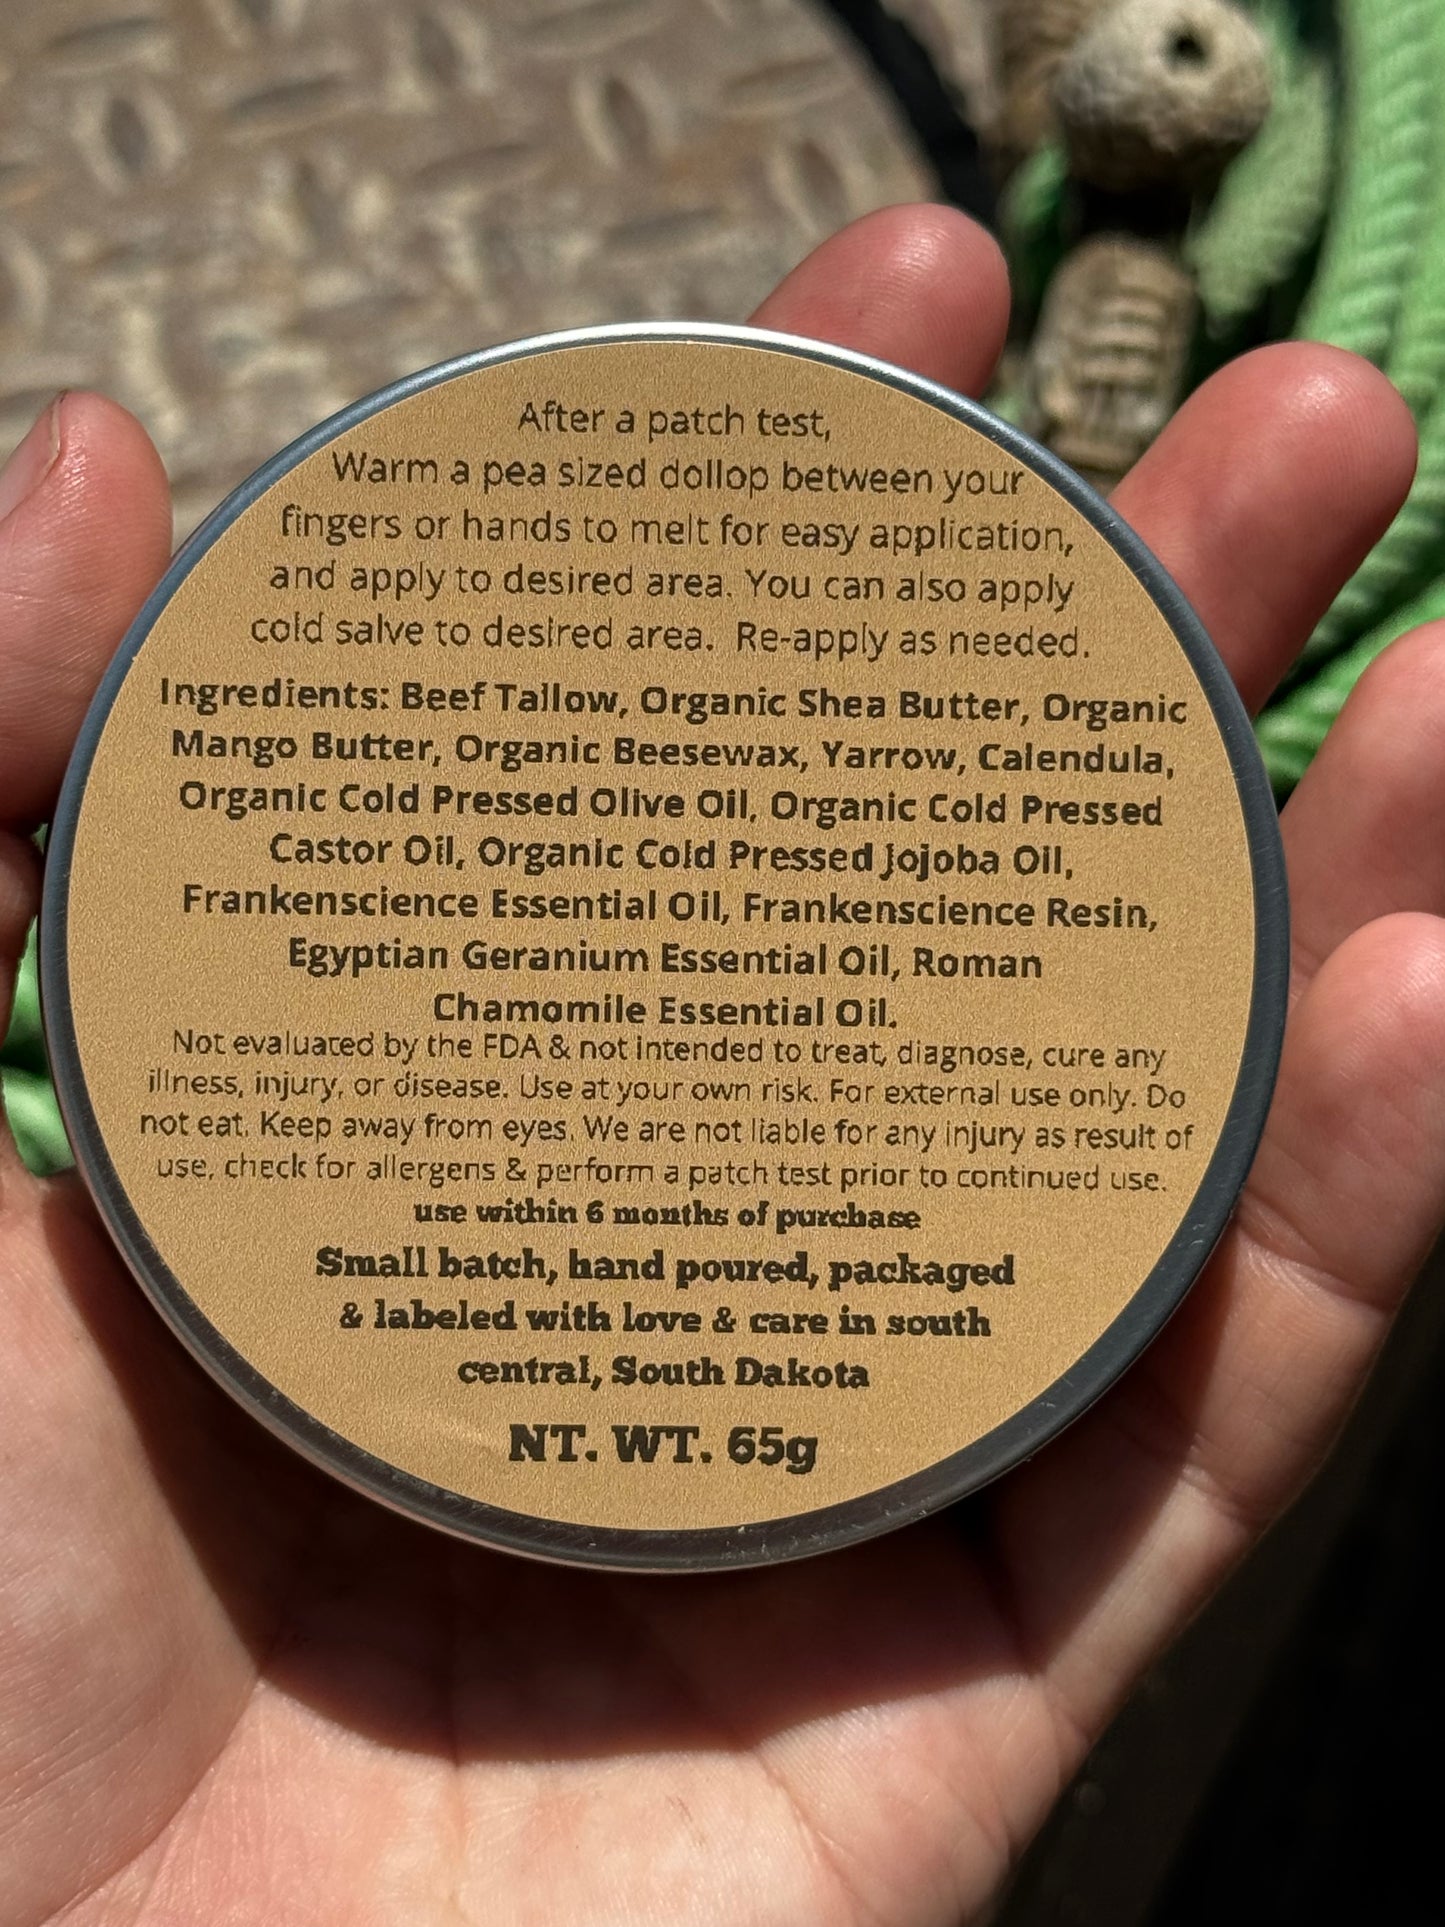 After a patch test,
Warm a pea sized dollop between your
fingers or hands to melt for easy application,
and apply to desired area. You can also apply
cold salve to desired area. Re-apply as needed.
Ingredients: Beef Tallow, Organic Shea Butter, Organic
Mango Butter, Organic Beesewax, Yarrow, Calendula,
Organic Cold Pressed Olive Oil, Organic Cold Pressed
Castor Oil, Organic Cold Pressed Jojoba Oil,
Frankenscience Essential Oil, Frankenscience Resin,
Egyptian Geranium Essential Oil, Roman
Chamomile Essential Oil.
Not evaluated by the FDA & not intended to treat, diagnose, cure any
illness, injury, or disease. Use at your own risk. For external use only. Do
not eat. Keep away from eyes. We are not liable for any injury as result of
use, check for allergens & perform a patch test prior to continued use.
use within 6 months of purchase
Small batch, hand poured, packaged
& labeled with love & care in south
central, South Dakota
NT. WT. 65g